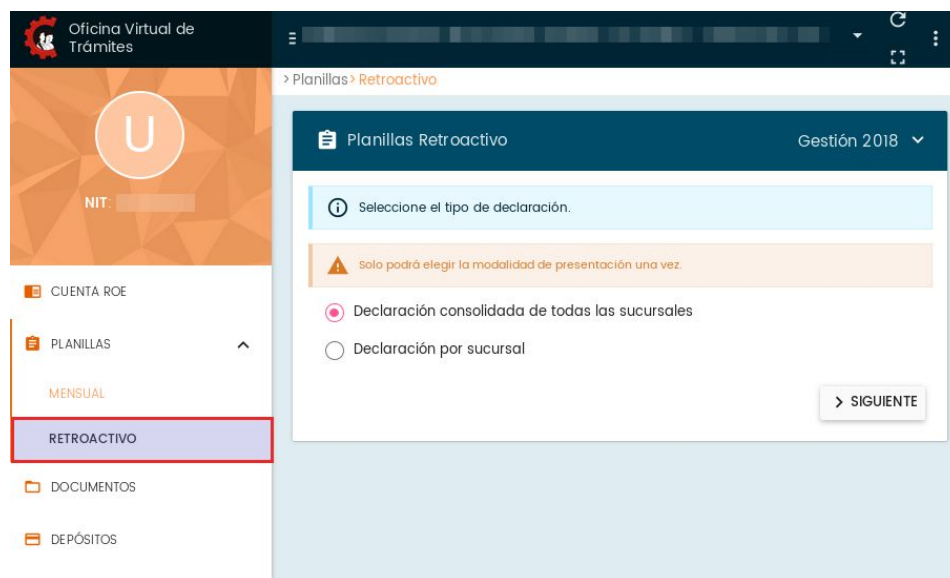 Oficina Virtual de
Trámites
> Planillas > Retroactivo
U
NIT:
Planillas Retroactivo
Gestión 2018
Seleccione el tipo de declaración.
Solo podrá elegir la modalidad de presentación una vez.
Declaración consolidada de todas las sucursales
Declaración por sucursal
> SIGUIENTE
CUENTA ROE
PLANILLAS
MENSUAL
RETROACTIVO
DOCUMENTOS
DEPÓSITOS